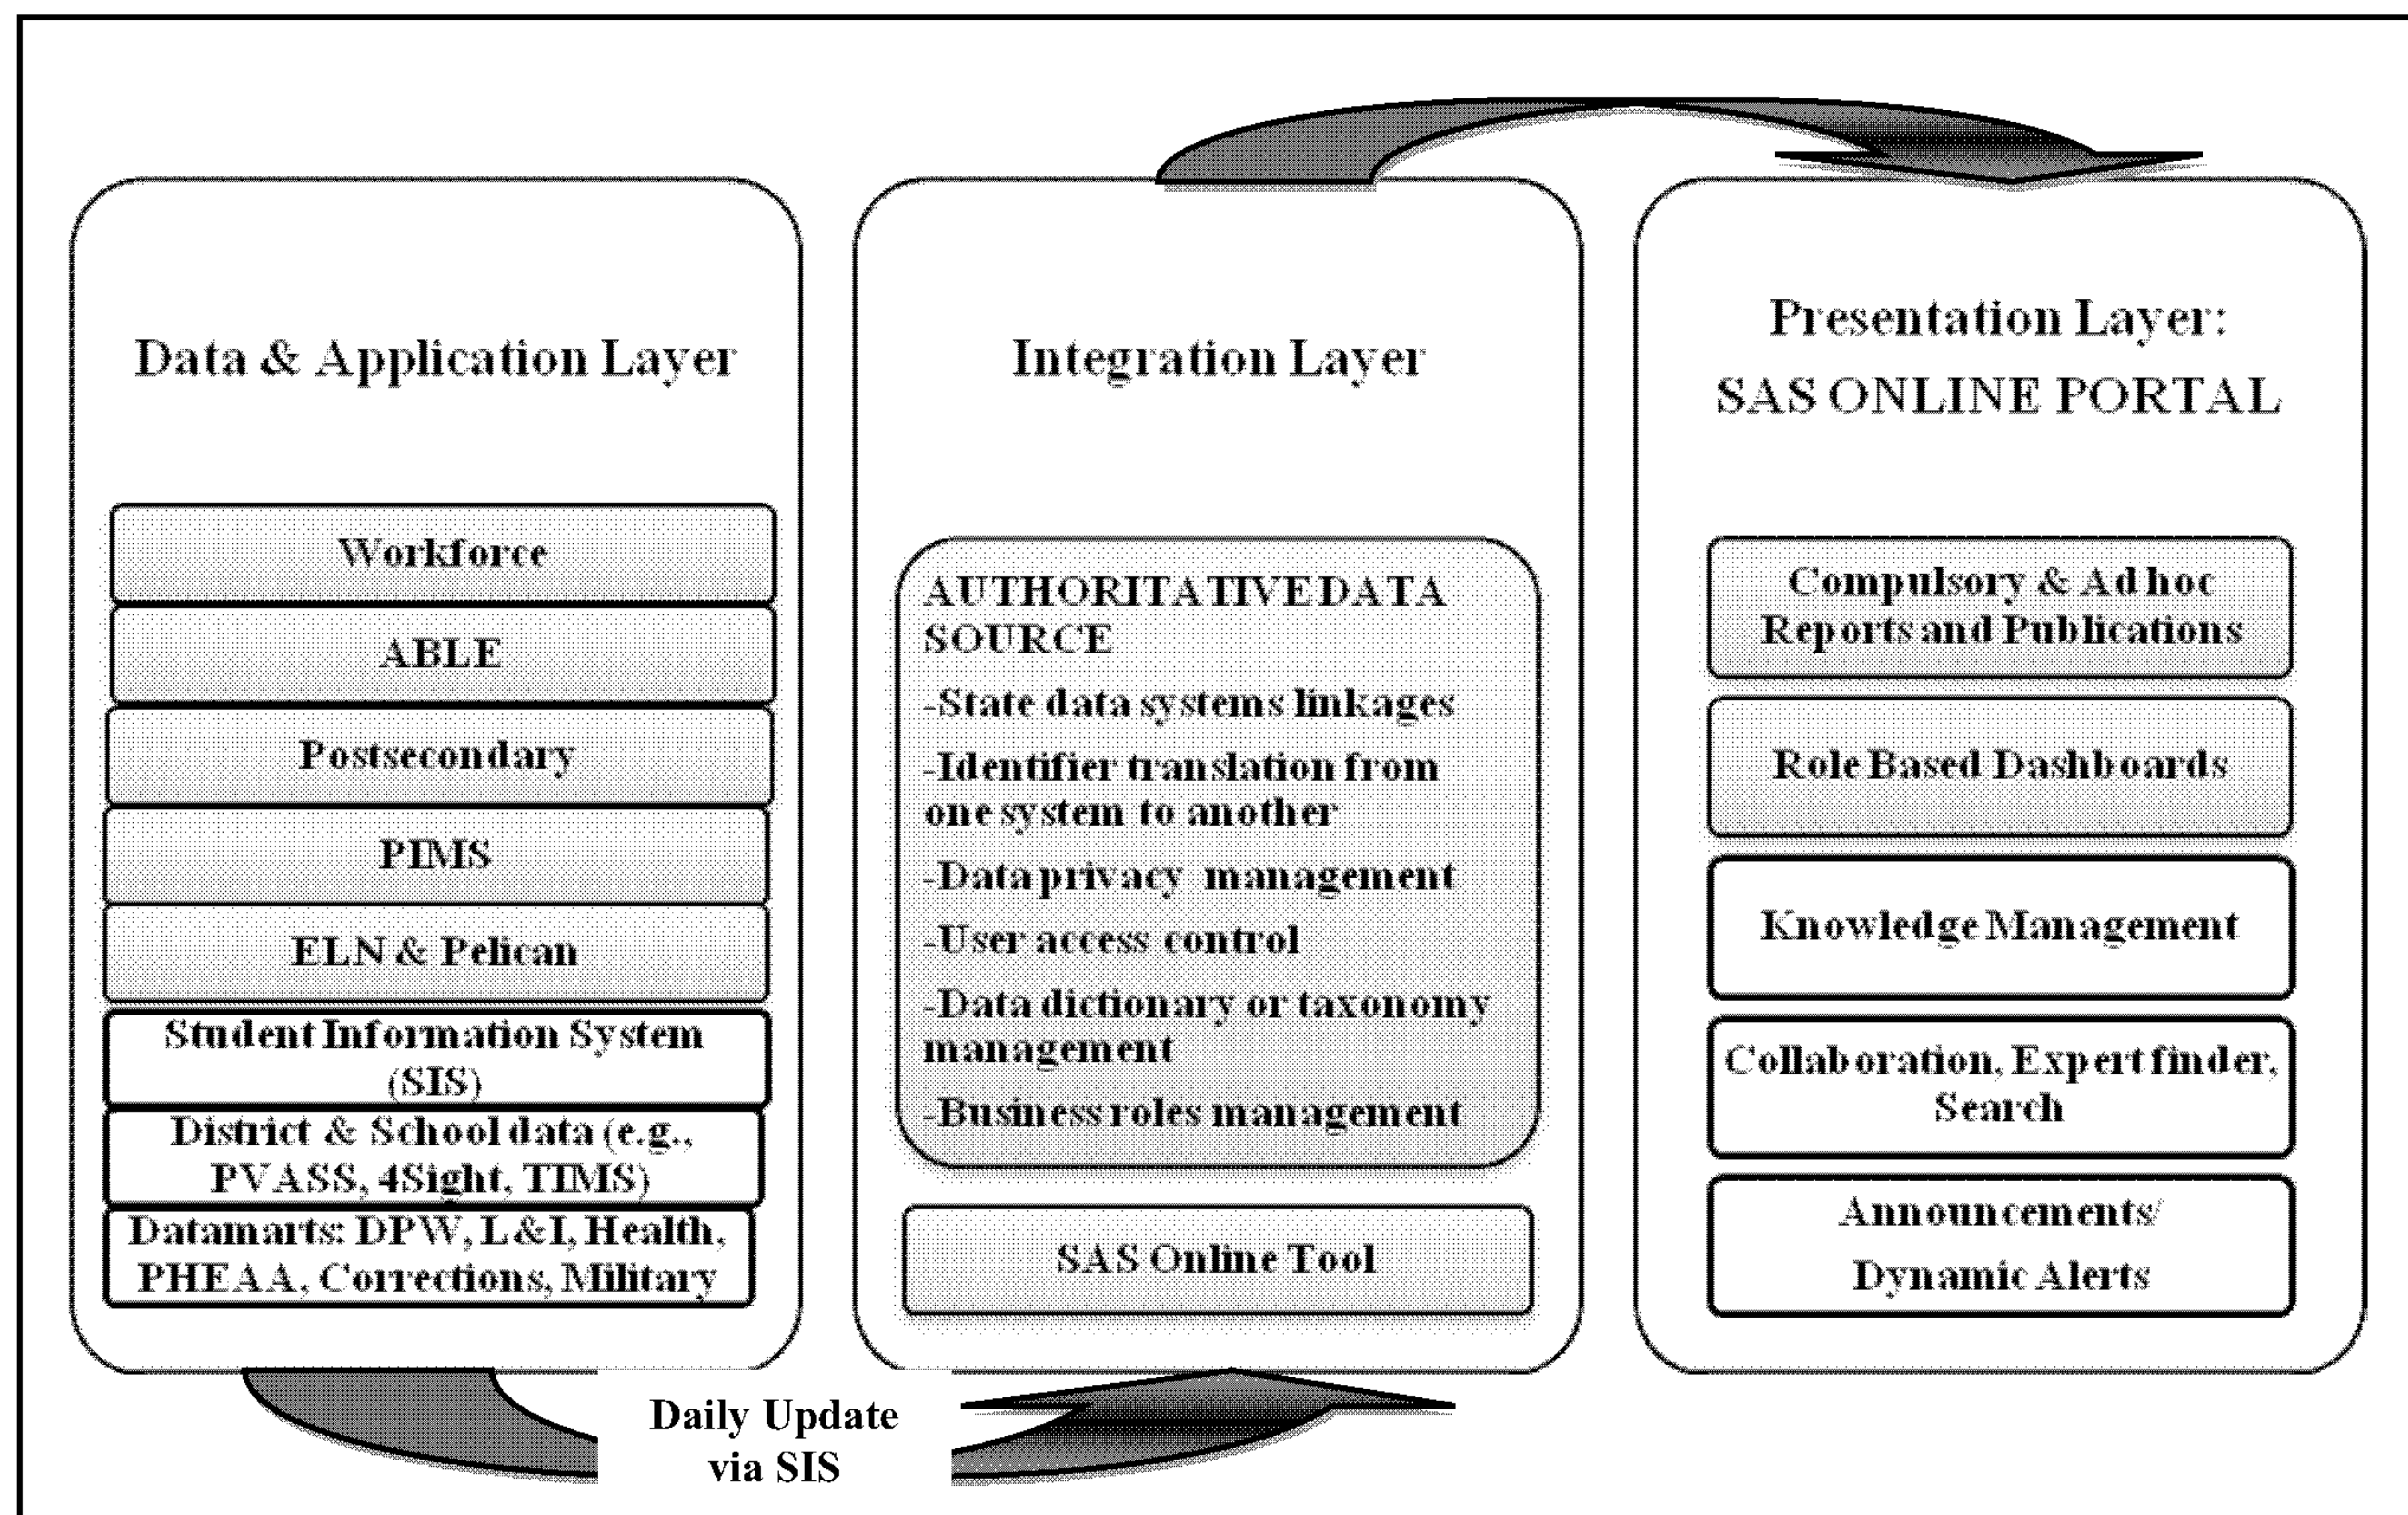 Data & Application Layer
Workforce
ABLE
Postsecondary
PIMS
ELN & Pelican
Student Information System
(SIS)
District & School data (e.g.,
PVASS, 4Sight, TIMS)
Datamarts: DPW, L&I, Health,
PHEAA, Corrections, Military
Daily Update
via SIS
Integration Layer
AUTHORITATIVE DATA
SOURCE
-State data systems linkages
-Identifier translation from
one system to another
-Data privacy management
-User access control
-Data dictionary or taxonomy
management
-Business roles management
SAS Online Tool
Presentation Layer:
SAS ONLINE PORTAL
Compulsory & Ad hoc
Reports and Publications
Role Based Dashboards
Knowledge Management
Collaboration, Expert finder,
Search
Announcements/
Dynamic Alerts